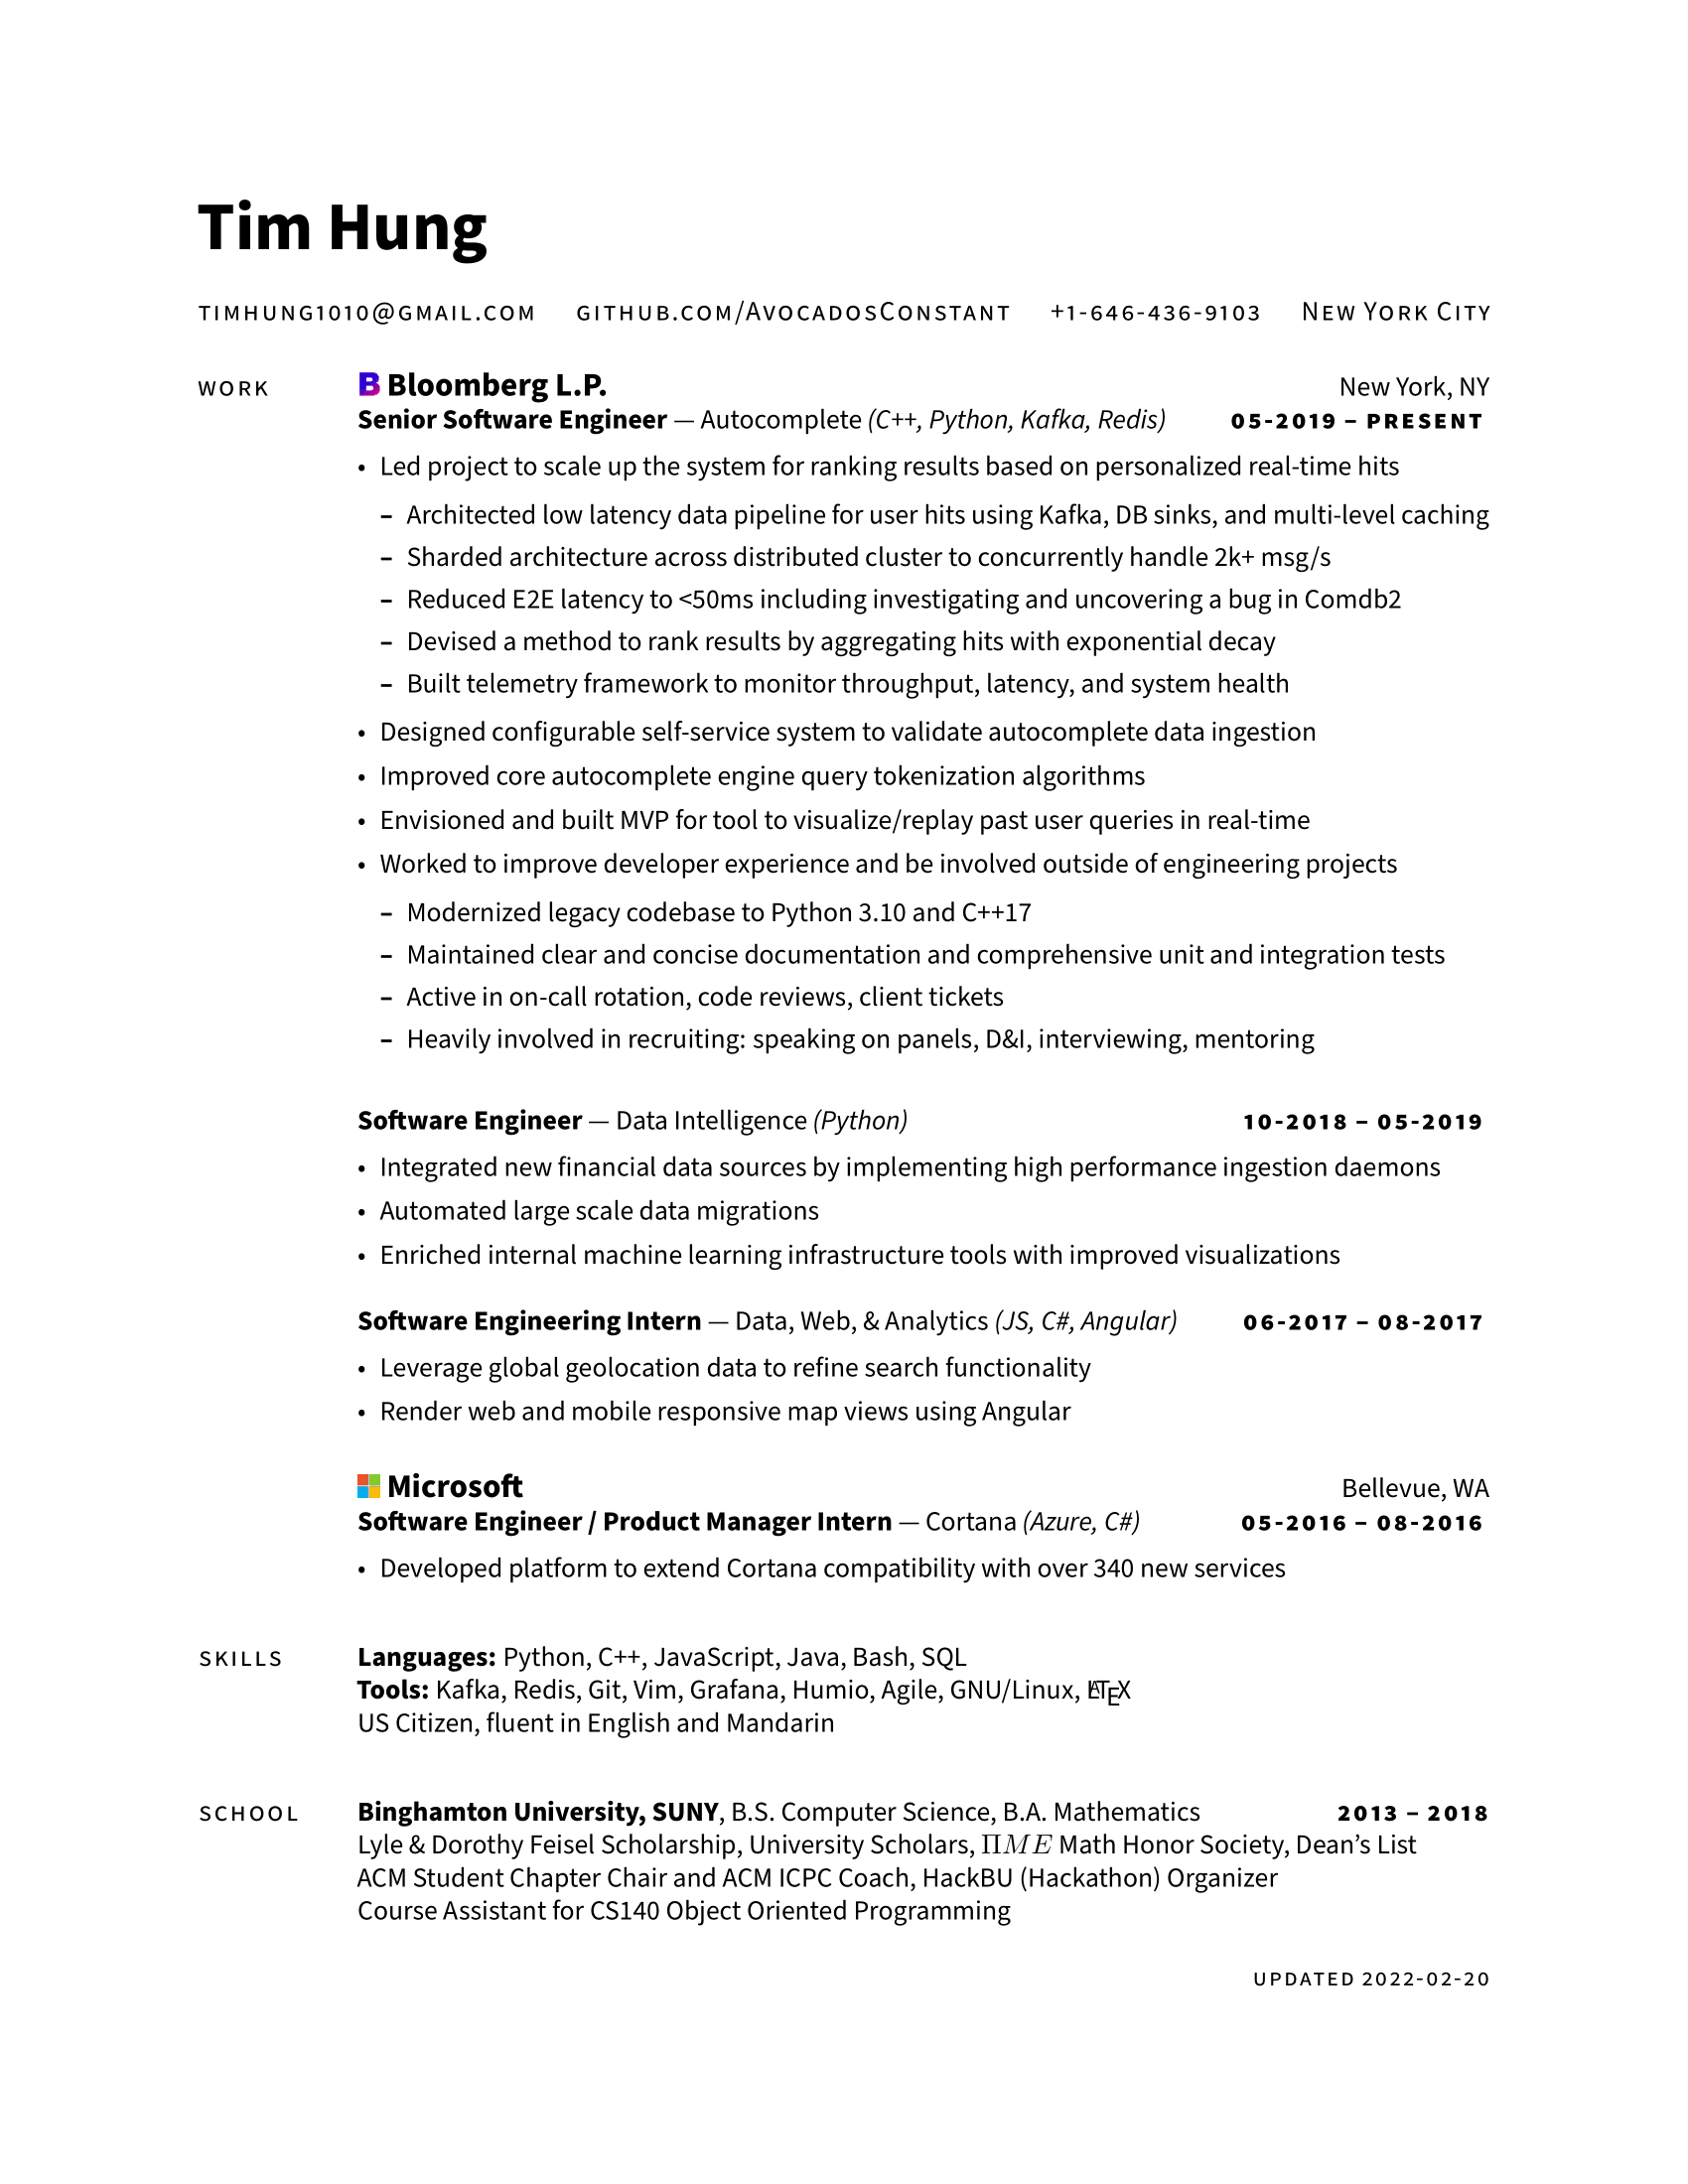 Tim Hung
timhung1010@gmail.com github.com/AvocadosConstant +1-646-436-9103 New York City
work B Bloomberg L.P. New York, NY
Senior Software Engineer — Autocomplete (C++, Python, Kafka, Redis) 05-2019 – present
• Led project to scale up the system for ranking results based on personalized real-time hits
– Architected low latency data pipeline for user hits using Kafka, DB sinks, and multi-level caching
– Sharded architecture across distributed cluster to concurrently handle 2k+ msg/s
– Reduced E2E latency to <50ms including investigating and uncovering a bug in Comdb2
– Devised a method to rank results by aggregating hits with exponential decay
– Built telemetry framework to monitor throughput, latency, and system health
• Designed configurable self-service system to validate autocomplete data ingestion
• Improved core autocomplete engine query tokenization algorithms
• Envisioned and built MVP for tool to visualize/replay past user queries in real-time
• Worked to improve developer experience and be involved outside of engineering projects
– Modernized legacy codebase to Python 3.10 and C++17
– Maintained clear and concise documentation and comprehensive unit and integration tests
– Active in on-call rotation, code reviews, client tickets
– Heavily involved in recruiting: speaking on panels, D&I, interviewing, mentoring
Software Engineer — Data Intelligence (Python) 10-2018 – 05-2019
• Integrated new financial data sources by implementing high performance ingestion daemons
• Automated large scale data migrations
• Enriched internal machine learning infrastructure tools with improved visualizations
Software Engineering Intern — Data, Web, & Analytics (JS, C#, Angular) 06-2017 – 08-2017
• Leverage global geolocation data to refine search functionality
• Render web and mobile responsive map views using Angular
Microsoft Bellevue, WA
Software Engineer / Product Manager Intern — Cortana (Azure, C#) 05-2016 – 08-2016
• Developed platform to extend Cortana compatibility with over 340 new services
skills Languages: Python, C++, JavaScript, Java, Bash, SQL
Tools: Kafka, Redis, Git, Vim, Grafana, Humio, Agile, GNU/Linux, LATEX
US Citizen, fluent in English and Mandarin
school Binghamton University, SUNY, B.S. Computer Science, B.A. Mathematics 2013 – 2018
Lyle & Dorothy Feisel Scholarship, University Scholars, ΠME Math Honor Society, Dean’s List
ACM Student Chapter Chair and ACM ICPC Coach, HackBU (Hackathon) Organizer
Course Assistant for CS140 Object Oriented Programming
updated 2022-02-20